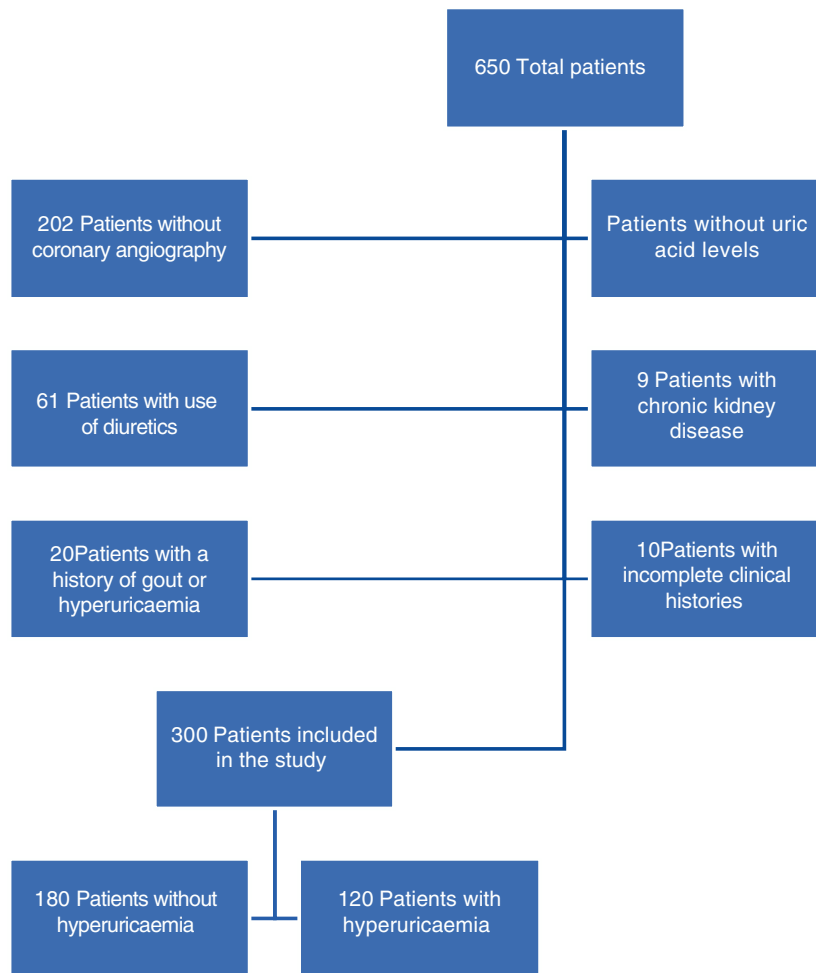 650 Total patients
202 Patients without
coronary angiography
Patients without uric
acid levels
61 Patients with use
of diuretics
9 Patients with
chronic kidney
disease
20Patients with a
history of gout or
hyperuricaemia
10Patients with
incomplete clinical
histories
300 Patients included
in the study
180 Patients without
hyperuricaemia
120 Patients with
hyperuricaemia